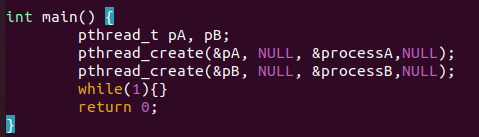 int main() {
pthread_t pA, pB;
pthread_create(&pA, NULL, &processA,NULL);
pthread_create(&pB, NULL, &processB,NULL);
while(1){}
return 0;
}